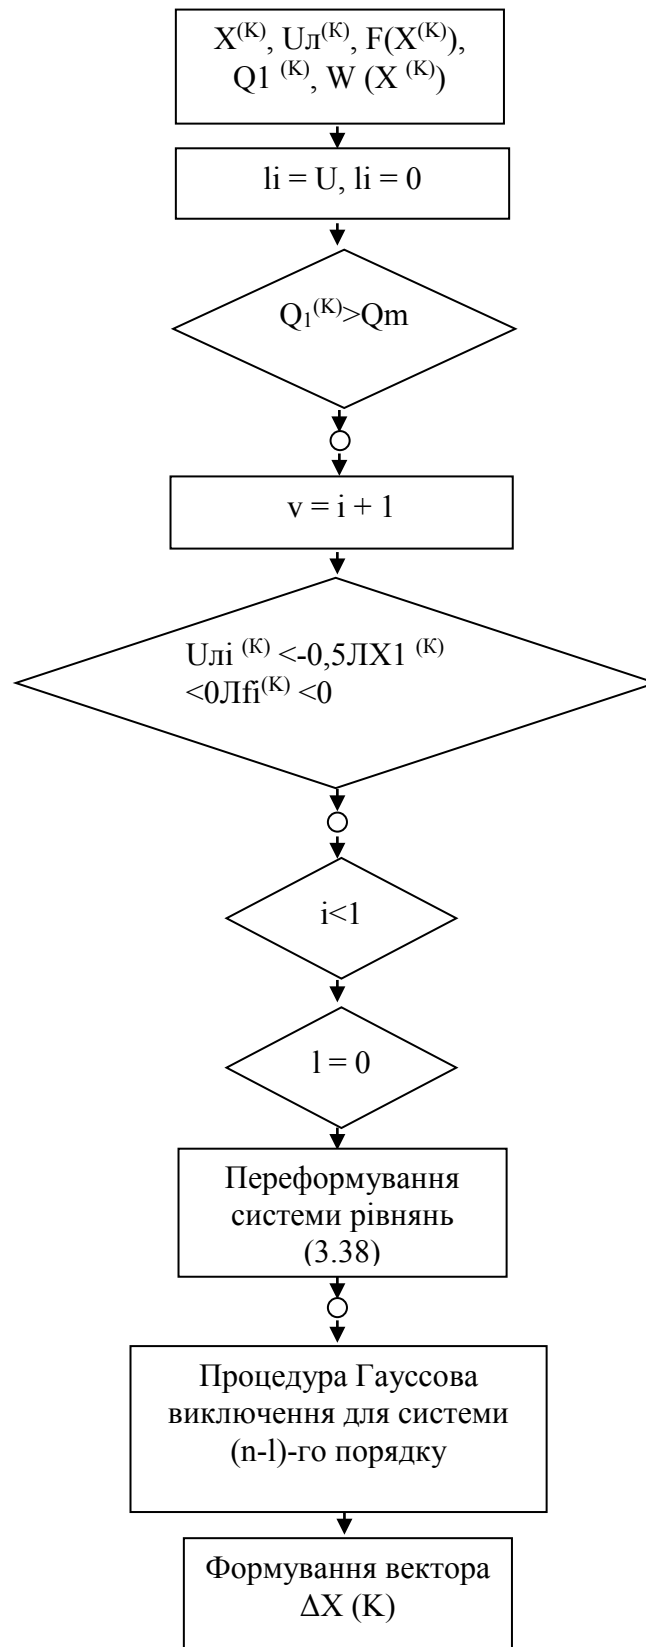 X⁽ᴷ⁾, Uл⁽ᴷ⁾, F(X⁽ᴷ⁾),
Q1 ⁽ᴷ⁾, W (X ⁽ᴷ⁾)
li = U, li = 0
Q₁⁽ᴷ⁾>Qm
v = i + 1
Uлi ⁽ᴷ⁾ <-0,5ЛX1 ⁽ᴷ⁾
<0Лfi⁽ᴷ⁾ <0
i<1
l = 0
Переформування
системи рівнянь
(3.38)
Процедура Гауссова
виключення для системи
(n-l)-го порядку
Формування вектора
ΔX (K)